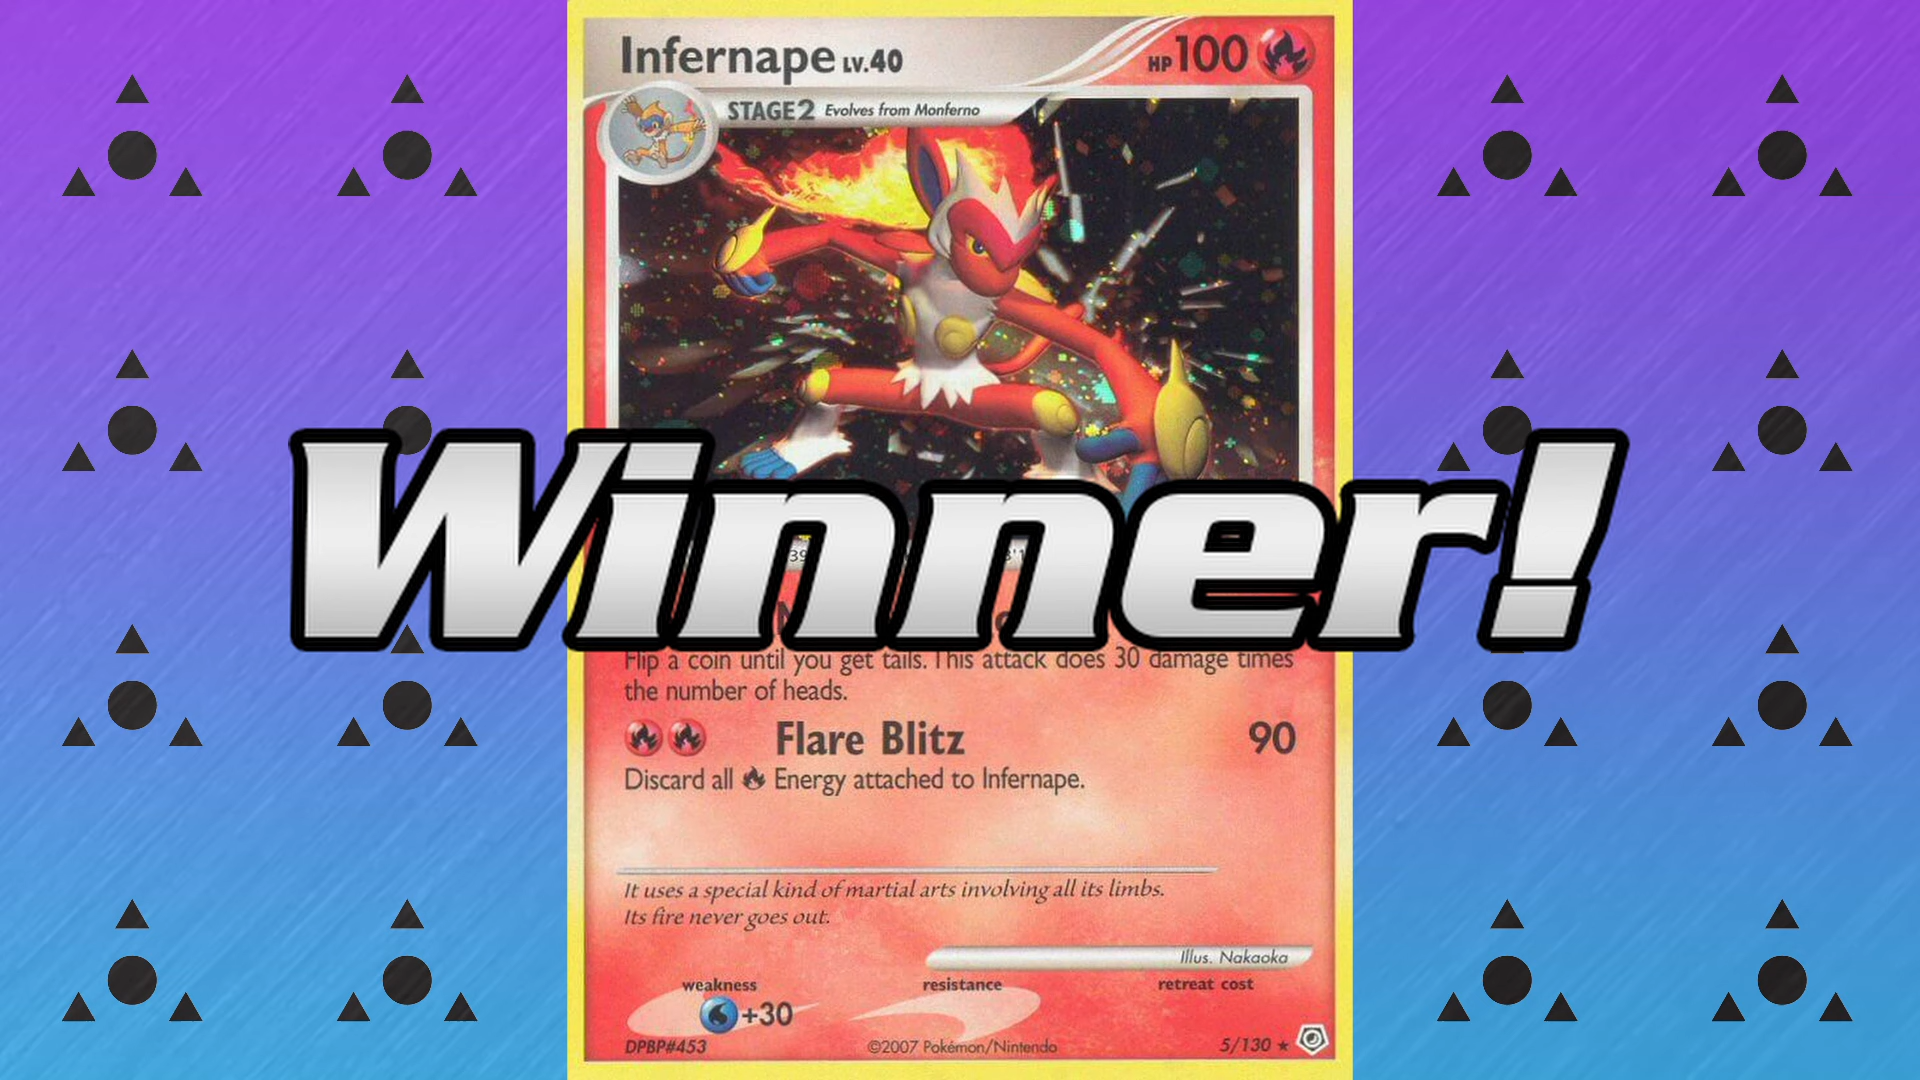 Infernape LV.40 HP 100
STAGE2 Evolves from Monferno
Winner!
Flip a coin until you get tails. This attack does 30 damage times
the number of heads.
Flare Blitz 90
Discard all Energy attached to Infernape.
It uses a special kind of martial arts involving all its limbs.
Its fire never goes out.
Illus. Nakaoka
weakness resistance retreat cost
+30
DPBP#453 ©2007 Pokémon/Nintendo 5/130